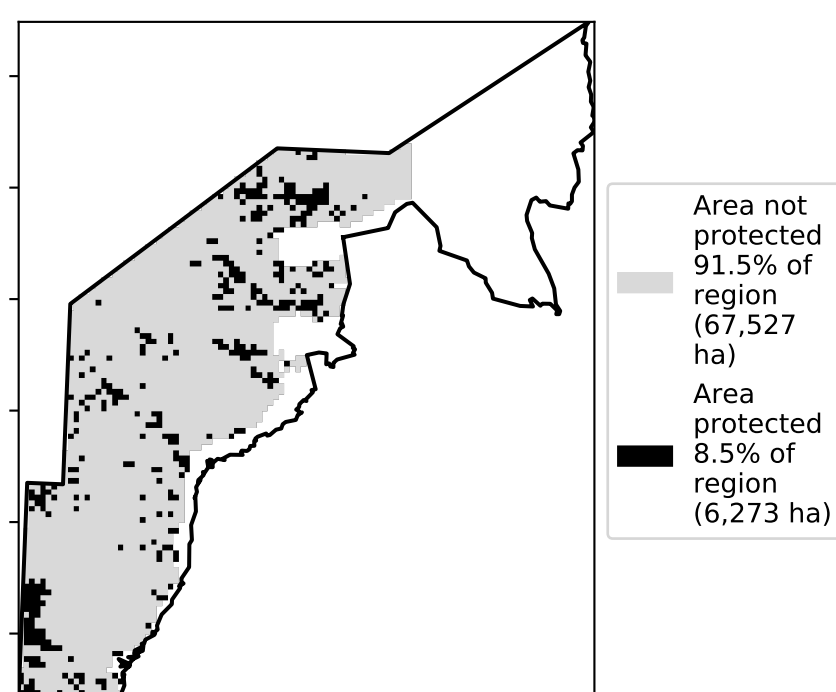 Area not
protected
91.5% of
region
(67,527
ha)
Area
protected
8.5% of
region
(6,273 ha)